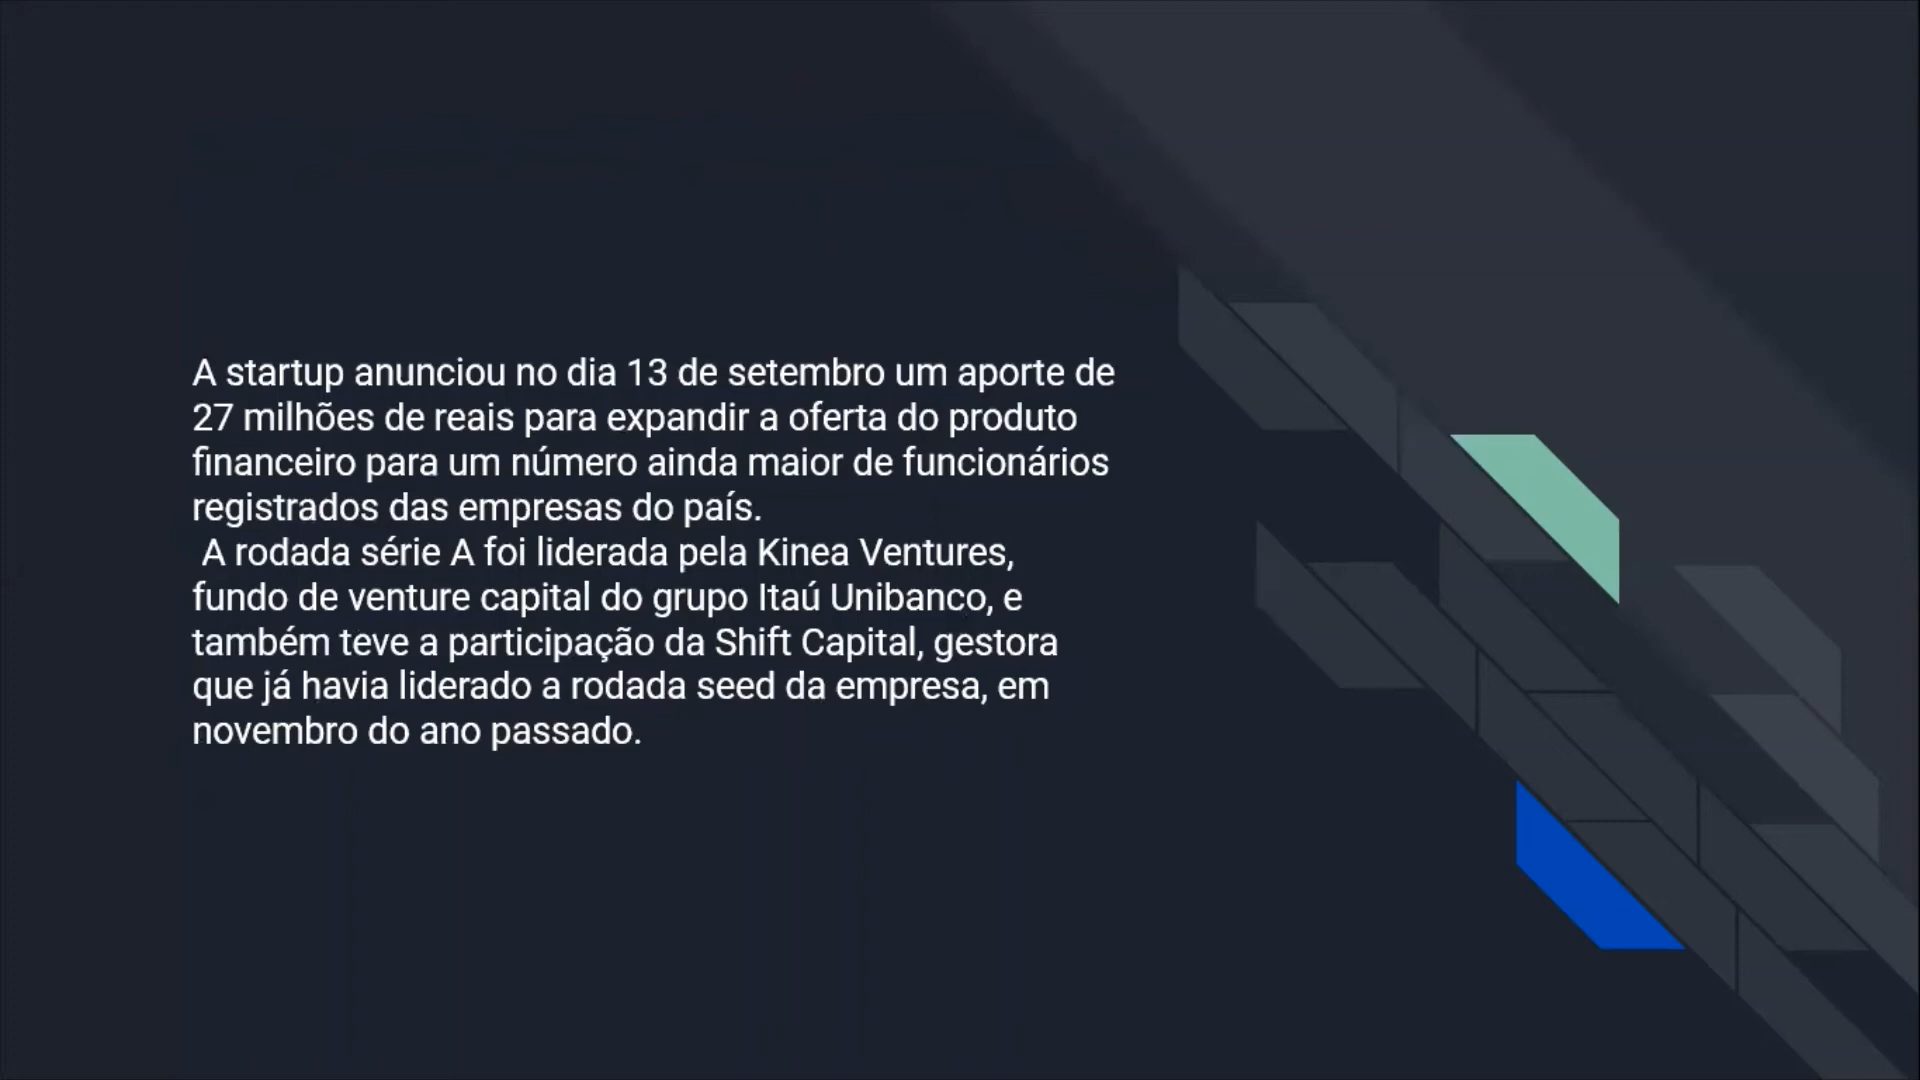 A startup anunciou no dia 13 de setembro um aporte de
27 milhões de reais para expandir a oferta do produto
financeiro para um número ainda maior de funcionários
registrados das empresas do país.
A rodada série A foi liderada pela Kinea Ventures,
fundo de venture capital do grupo Itaú Unibanco, e
também teve a participação da Shift Capital, gestora
que já havia liderado a rodada seed da empresa, em
novembro do ano passado.